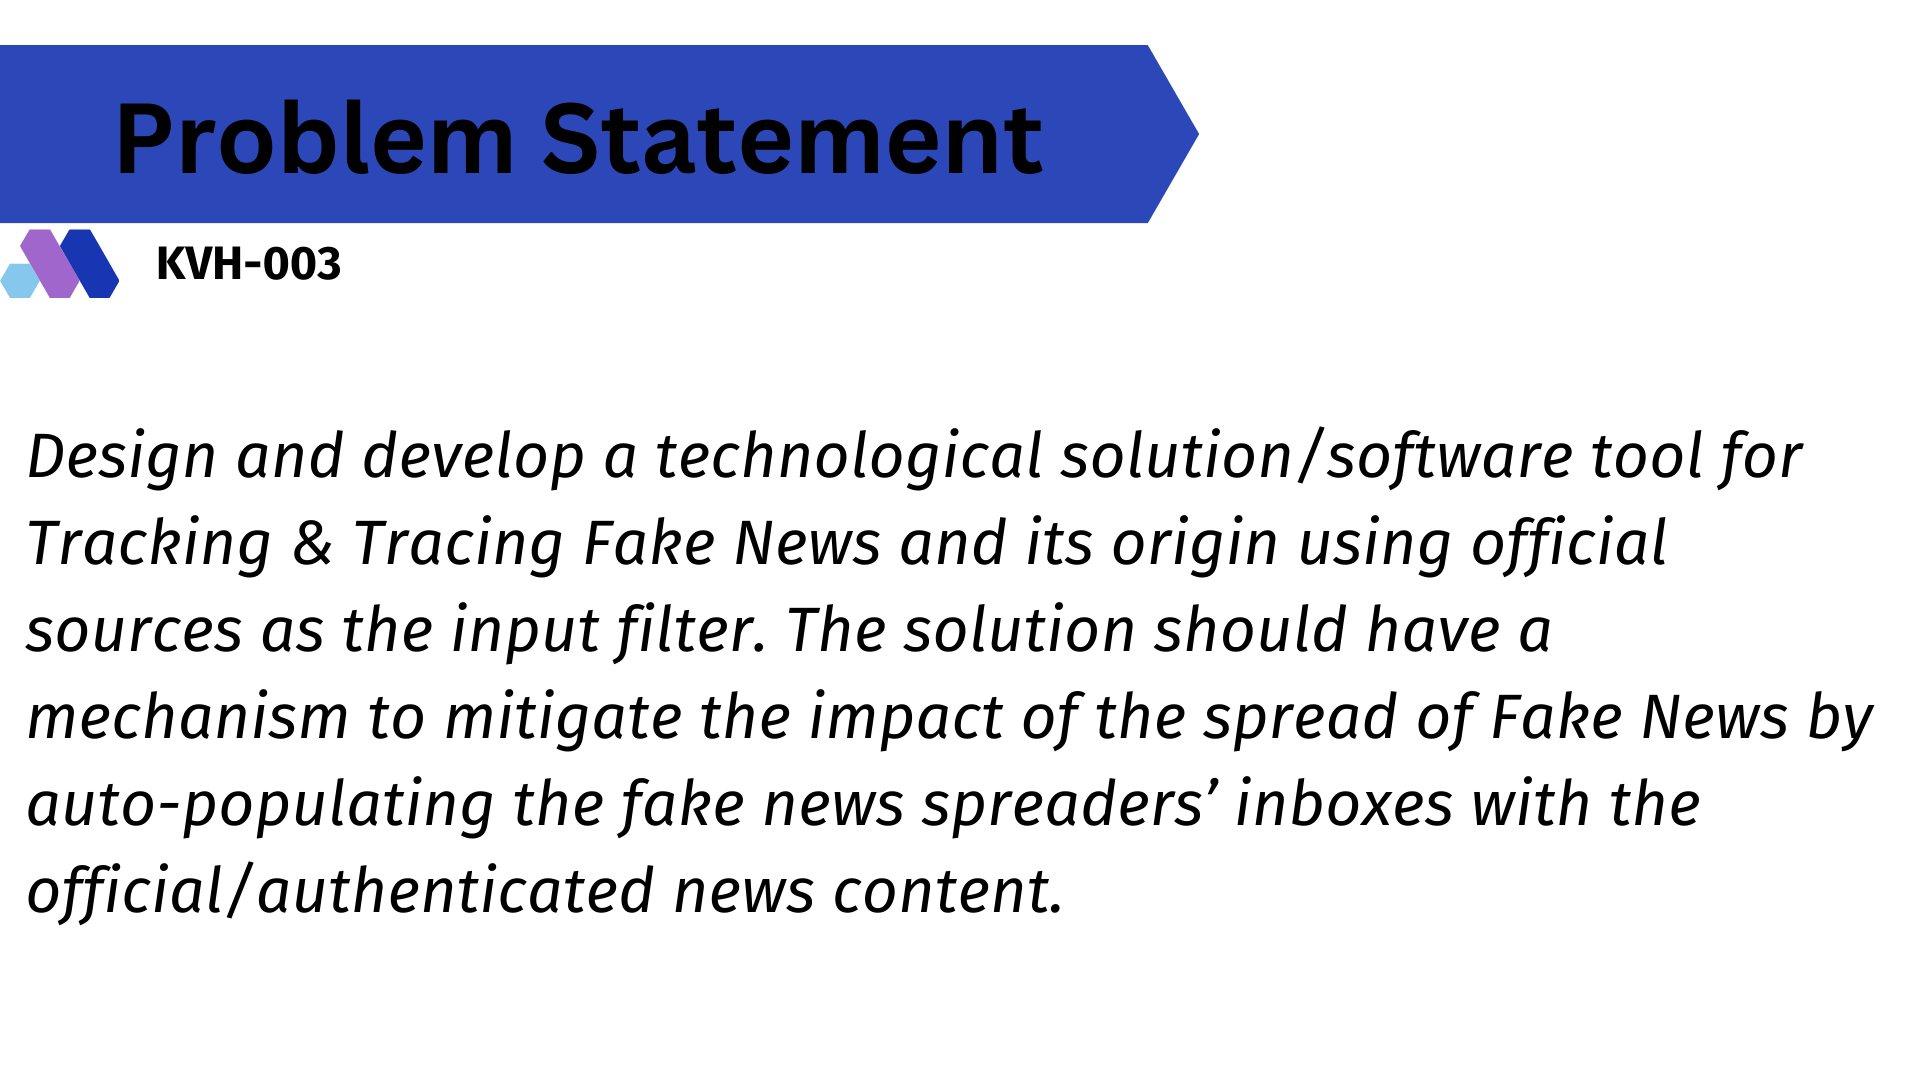 Problem Statement
KVH-003
Design and develop a technological solution/software tool for
Tracking & Tracing Fake News and its origin using official
sources as the input filter. The solution should have a
mechanism to mitigate the impact of the spread of Fake News by
auto-populating the fake news spreaders’ inboxes with the
official/authenticated news content.